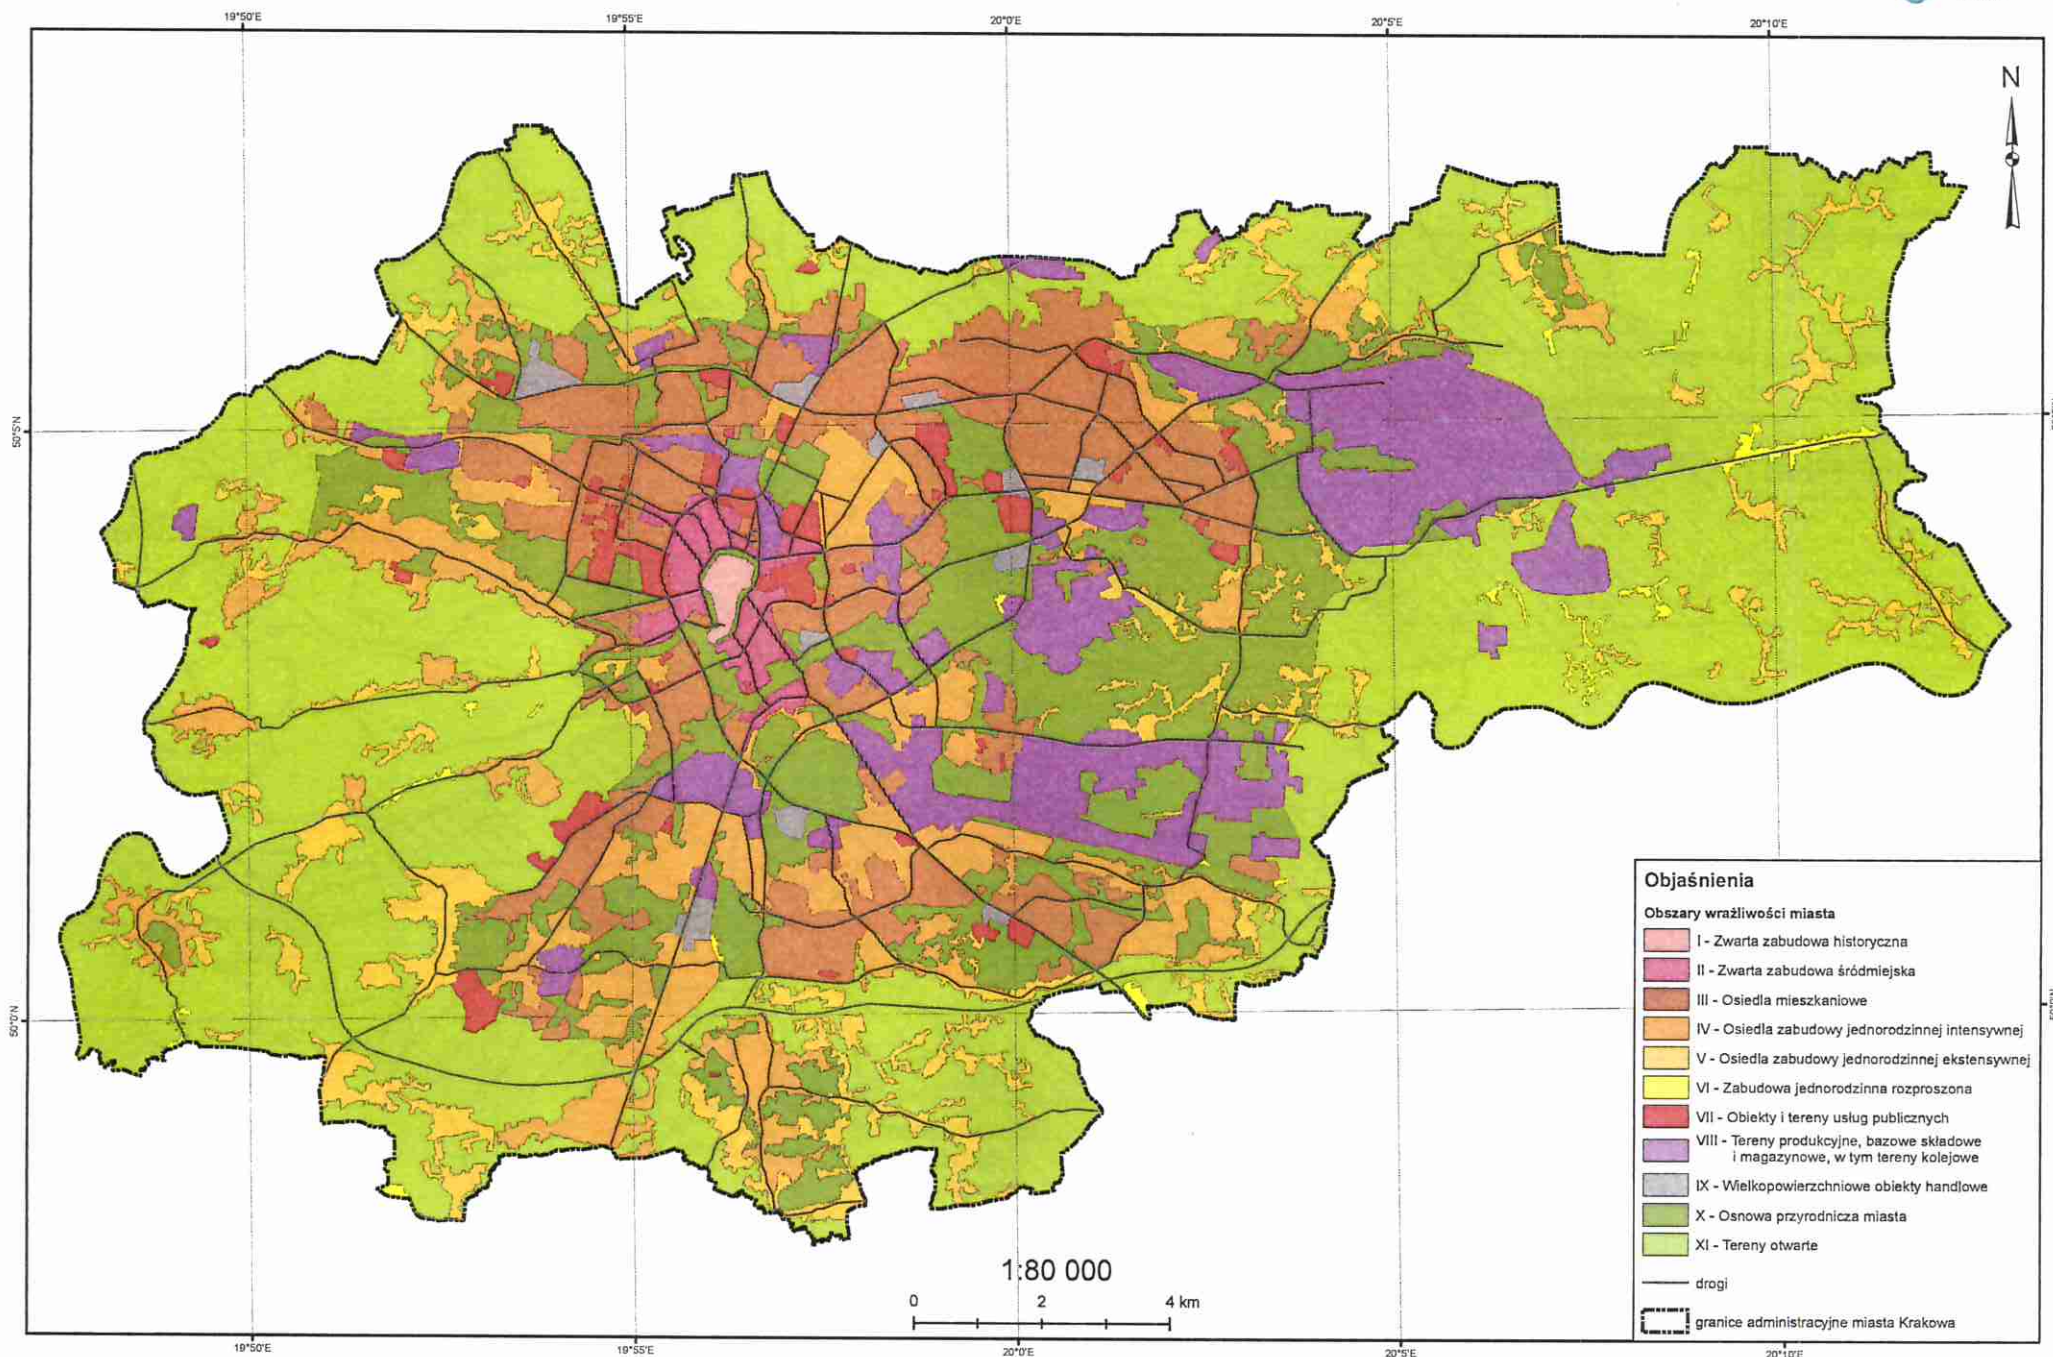 19°50'E
19°55'E
20°0'E
20°5'E
20°10'E
N
50°5'N
50°0'N
Objaśnienia
Obszary wrażliwości miasta
I - Zwarta zabudowa historyczna
II - Zwarta zabudowa śródmiejska
III - Osiedla mieszkaniowe
IV - Osiedla zabudowy jednorodzinnej intensywnej
V - Osiedla zabudowy jednorodzinnej ekstensywnej
VI - Zabudowa jednorodzinna rozproszona
VII - Obiekty i tereny usług publicznych
VIII - Tereny produkcyjne, bazowe składowe
i magazynowe, w tym tereny kolejowe
IX - Wielkopowierzchniowe obiekty handlowe
X - Osnowa przyrodnicza miasta
XI - Tereny otwarte
drogi
granice administracyjne miasta Krakowa
1:80 000
0 2 4 km
19°50'E
19°55'E
20°0'E
20°5'E
20°10'E